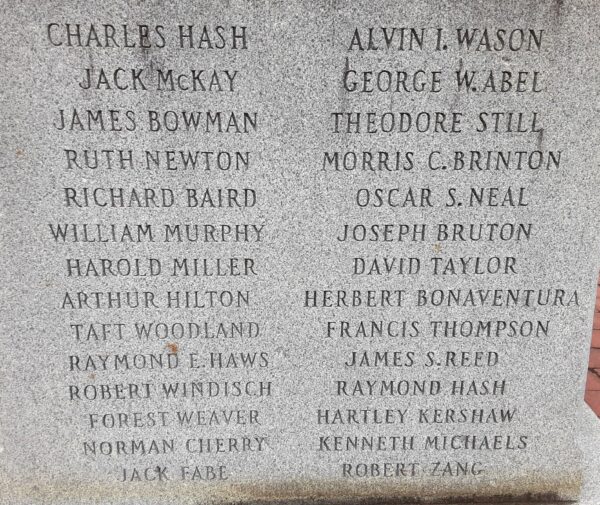 CHARLES HASH
JACK McKAY
JAMES BOWMAN
RUTH NEWTON
RICHARD BAIRD
WILLIAM MURPHY
HAROLD MILLER
ARTHUR HILTON
TAFT WOODLAND
RAYMOND E. HAWS
ROBERT WINDISCH
FOREST WEAVER
NORMAN CHERRY
JACK FABE
ALVIN I. WASON
GEORGE W. ABEL
THEODORE STILL
MORRIS C. BRINTON
OSCAR S. NEAL
JOSEPH BRUTON
DAVID TAYLOR
HERBERT BONAVENTURA
FRANCIS THOMPSON
JAMES S. REED
RAYMOND HASH
HARTLEY KERSHAW
KENNETH MICHAELS
ROBERT ZANG